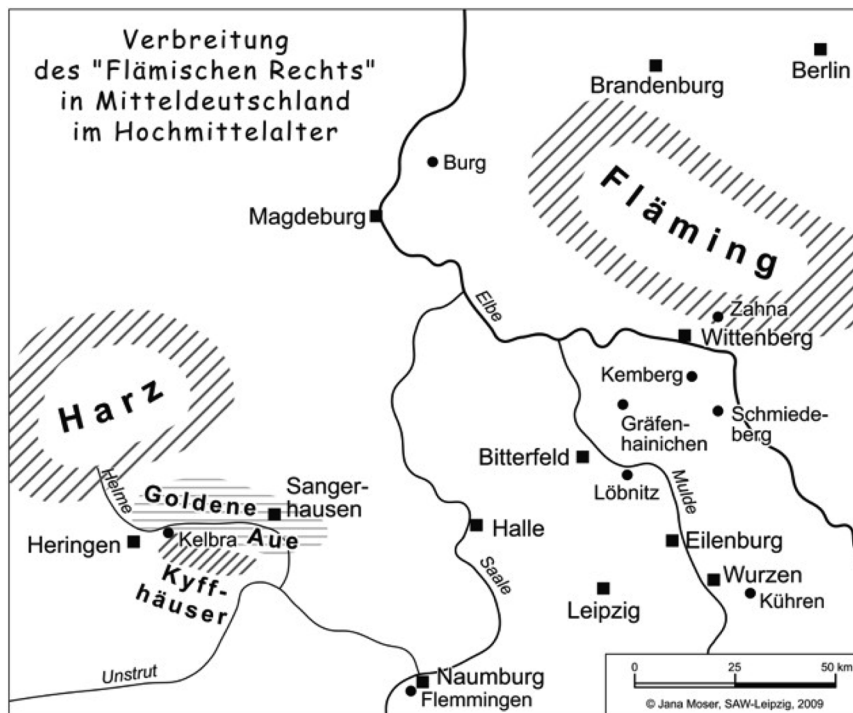 Verbreitung
des "Flämischen Rechts"
in Mitteldeutschland
im Hochmittelalter
Berlin
Brandenburg
Burg
Fläming
Magdeburg
Elbe
Zahna
Wittenberg
Harz
Kemberg
Gräfen-
hainichen
Schmiede-
berg
Bitterfeld
Löbnitz
Mulde
Helme
Goldene
Aue
Sanger-
hausen
Halle
Heringen
Kelbra
Eilenburg
Kyff-
häuser
Saale
Wurzen
Leipzig
Kühren
Unstrut
Naumburg
Flemmingen
0 25 50 km
© Jana Moser, SAW-Leipzig, 2009